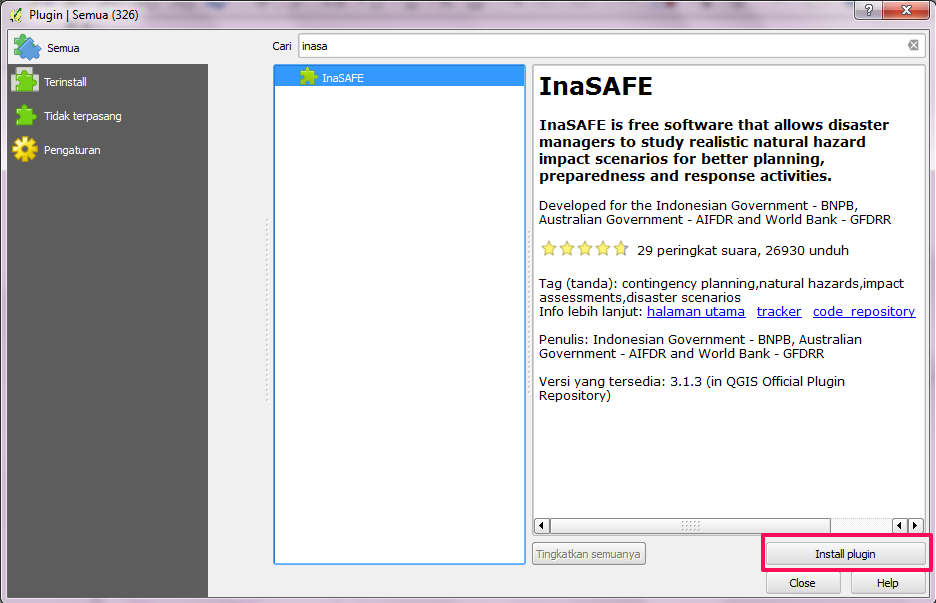 Plugin | Semua (326)
?
Semua
Terinstall
Tidak terpasang
Pengaturan
Cari
inasa
InaSAFE
InaSAFE
InaSAFE is free software that allows disaster
managers to study realistic natural hazard
impact scenarios for better planning,
preparedness and response activities.
Developed for the Indonesian Government - BNPB,
Australian Government - AIFDR and World Bank - GFDRR
29 peringkat suara, 26930 unduh
Tag (tanda): contingency planning,natural hazards,impact
assessments,disaster scenarios
Info lebih lanjut: halaman utama tracker code_repository
Penulis: Indonesian Government - BNPB, Australian
Government - AIFDR and World Bank - GFDRR
Versi yang tersedia: 3.1.3 (in QGIS Official Plugin
Repository)
Tingkatkan semuanya
Install plugin
Close
Help